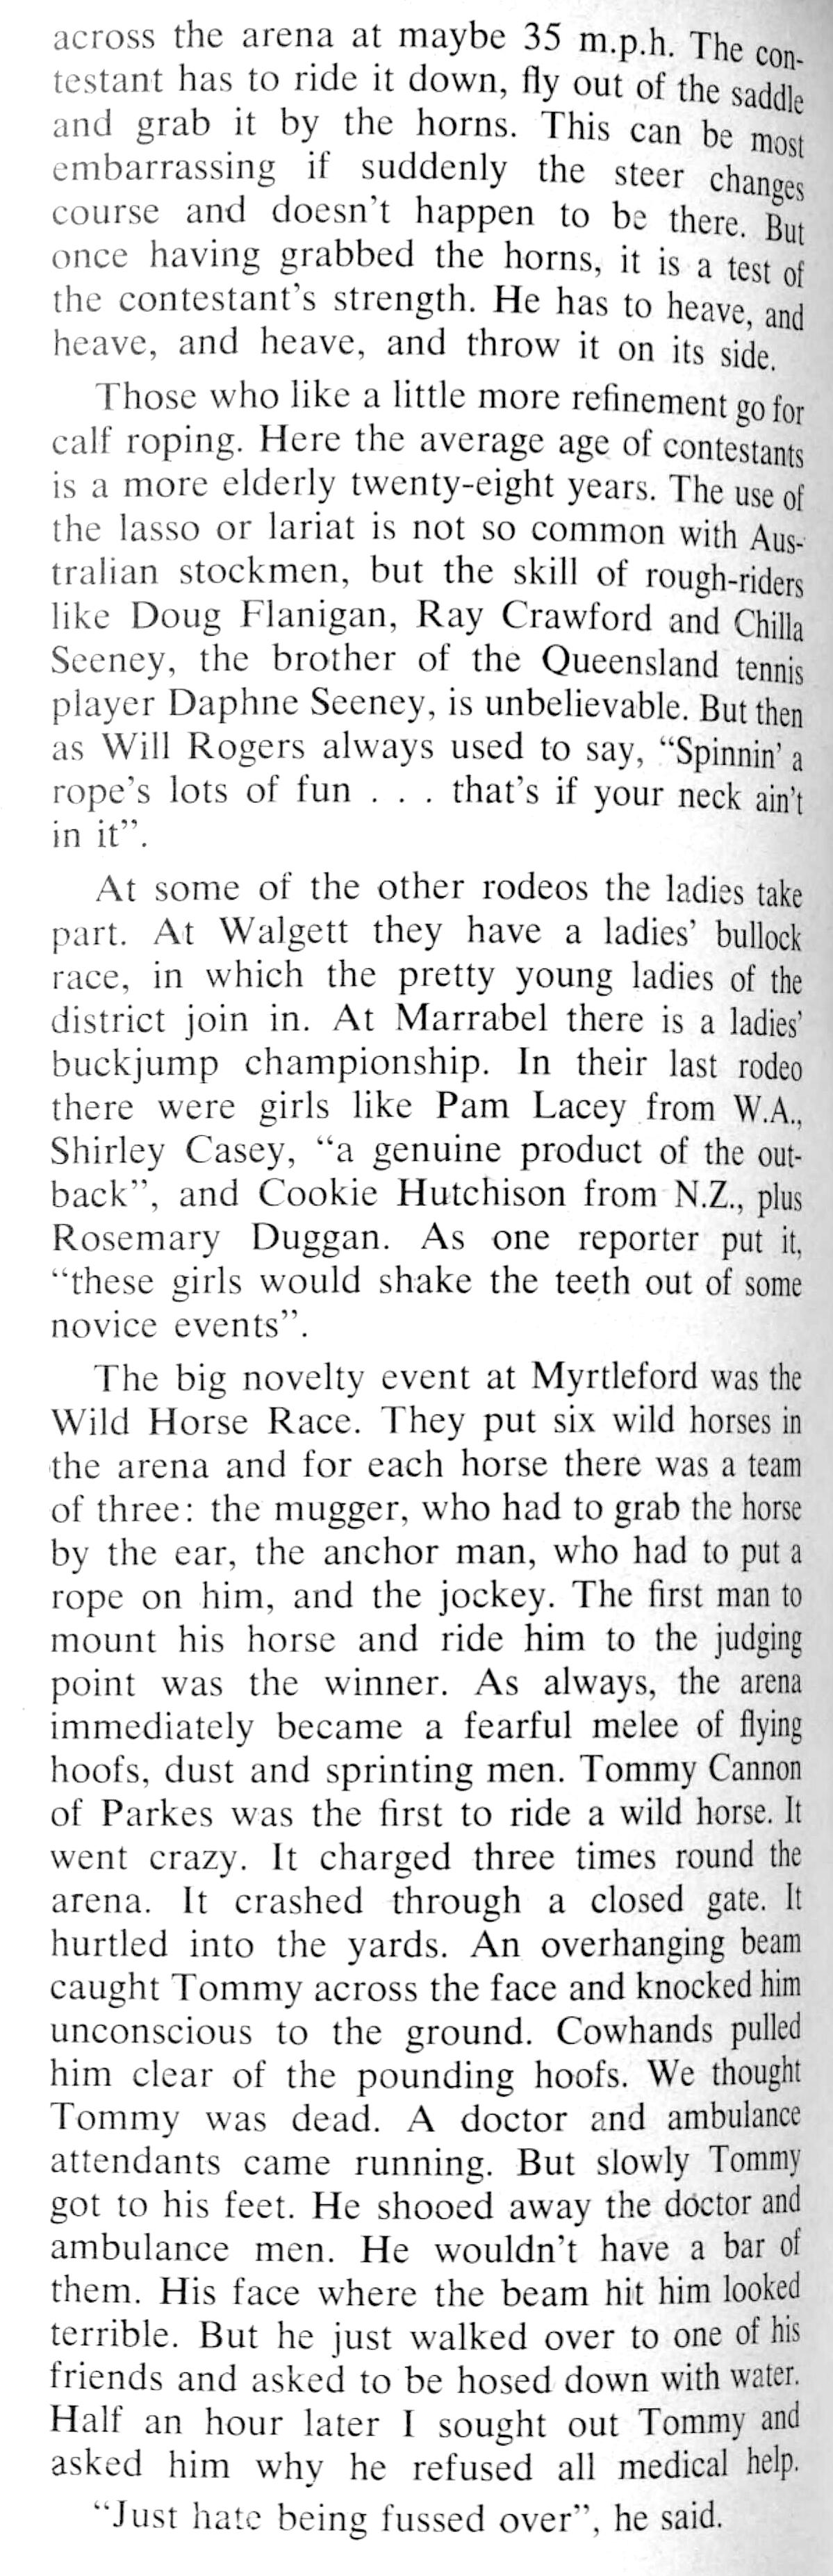 across the arena at maybe 35 m.p.h. The con-
testant has to ride it down, fly out of the saddle
and grab it by the horns. This can be most
embarrassing if suddenly the steer changes
course and doesn't happen to be there. But
once having grabbed the horns, it is a test of
the contestant's strength. He has to heave, and
heave, and heave, and throw it on its side.
Those who like a little more refinement go for
calf roping. Here the average age of contestants
is a more elderly twenty-eight years. The use of
the lasso or lariat is not so common with Aus-
tralian stockmen, but the skill of rough-riders
like Doug Flanigan, Ray Crawford and Chilla
Seeney, the brother of the Queensland tennis
player Daphne Seeney, is unbelievable. But then
as Will Rogers always used to say, "Spinnin' a
rope's lots of fun . . . that's if your neck ain't
in it".
At some of the other rodeos the ladies take
part. At Walgett they have a ladies' bullock
race, in which the pretty young ladies of the
district join in. At Marrabel there is a ladies'
buckjump championship. In their last rodeo
there were girls like Pam Lacey from W.A.,
Shirley Casey, "a genuine product of the out-
back", and Cookie Hutchison from N.Z., plus
Rosemary Duggan. As one reporter put it,
"these girls would shake the teeth out of some
novice events".
The big novelty event at Myrtleford was the
Wild Horse Race. They put six wild horses in
the arena and for each horse there was a team
of three: the mugger, who had to grab the horse
by the ear, the anchor man, who had to put a
rope on him, and the jockey. The first man to
mount his horse and ride him to the judging
point was the winner. As always, the arena
immediately became a fearful melee of flying
hoofs, dust and sprinting men. Tommy Cannon
of Parkes was the first to ride a wild horse. It
went crazy. It charged three times round the
arena. It crashed through a closed gate. It
hurtled into the yards. An overhanging beam
caught Tommy across the face and knocked him
unconscious to the ground. Cowhands pulled
him clear of the pounding hoofs. We thought
Tommy was dead. A doctor and ambulance
attendants came running. But slowly Tommy
got to his feet. He shooed away the doctor and
ambulance men. He wouldn't have a bar of
them. His face where the beam hit him looked
terrible. But he just walked over to one of his
friends and asked to be hosed down with water.
Half an hour later I sought out Tommy and
asked him why he refused all medical help.
"Just hate being fussed over", he said.